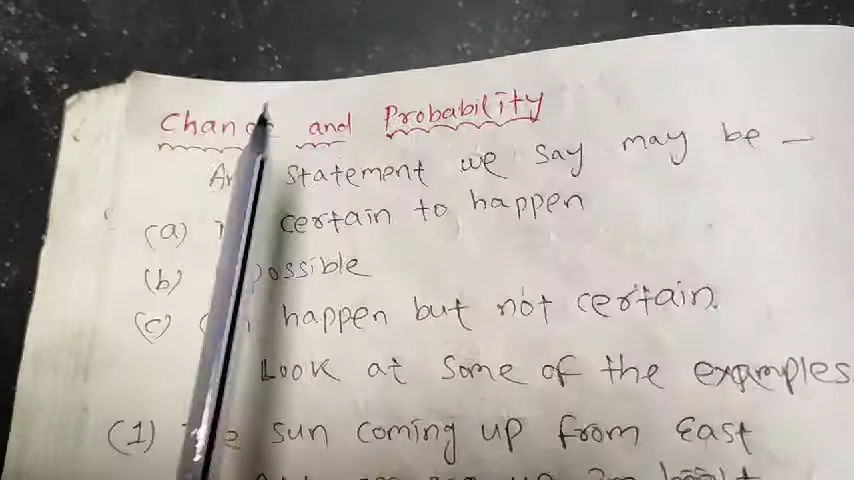 Chan and Probability
statement we say may be —
(a) certain to happen
(b) possible
(c) happen but not certain.
Look at some of the examples
(1) sun coming up from East